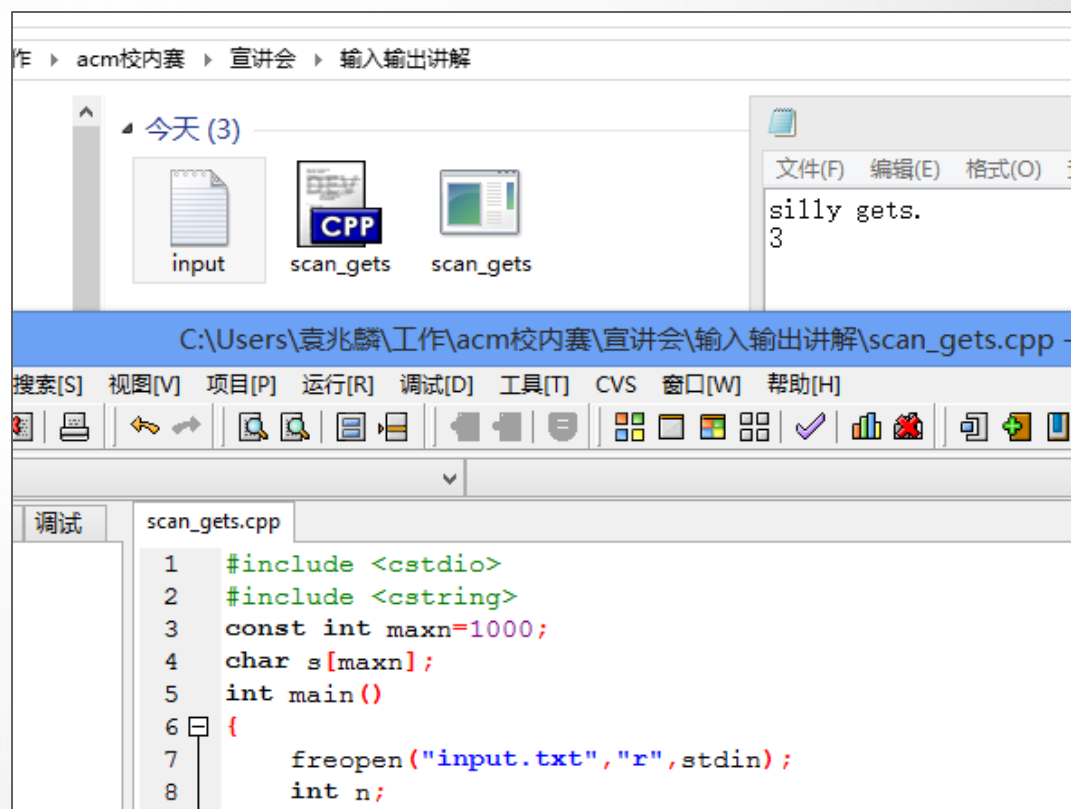 作 acm校内赛 宣讲会 输入输出讲解
今天 (3)
input
scan_gets
scan_gets
DEV
CPP
文件(F) 编辑(E) 格式(O)
silly gets.
3
C:\Users\袁兆麟\工作\acm校内赛\宣讲会\输入输出讲解\scan_gets.cpp -
搜索[S] 视图[V] 项目[P] 运行[R] 调试[D] 工具[T] CVS 窗口[W] 帮助[H]
调试
scan_gets.cpp
1 #include <cstdio>
2 #include <cstring>
3 const int maxn=1000;
4 char s[maxn];
5 int main()
6 {
7 freopen("input.txt","r",stdin);
8 int n;